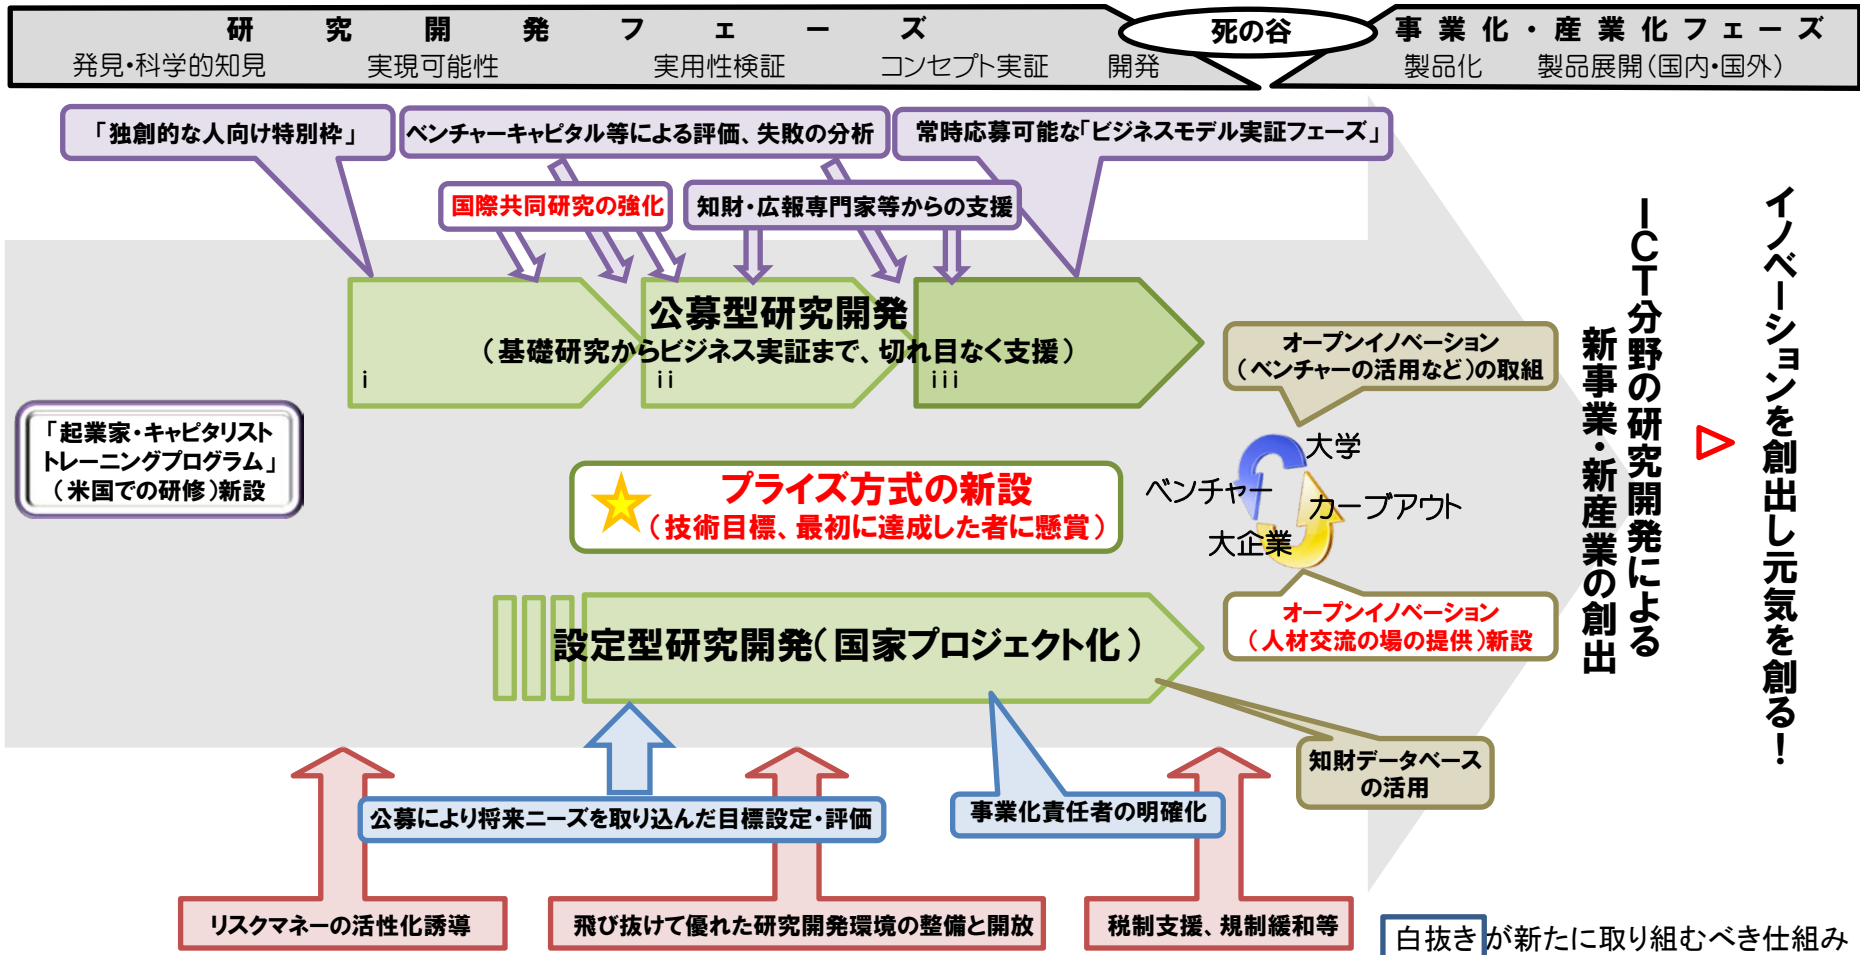 研究開発フェーズ
死の谷
事業化・産業化フェーズ
発見・科学的知見
実現可能性
実用性検証
コンセプト実証
開発
製品化
製品展開(国内・国外)
「独創的な人向け特別枠」
ベンチャーキャピタル等による評価、失敗の分析
常時応募可能な「ビジネスモデル実証フェーズ」
国際共同研究の強化
知財・広報専門家等からの支援
公募型研究開発
(基礎研究からビジネス実証まで、切れ目なく支援)
i
ii
iii
「起業家・キャピタリスト
トレーニングプログラム」
(米国での研修)新設
プライズ方式の新設
(技術目標、最初に達成した者に懸賞)
オープンイノベーション
(ベンチャーの活用など)の取組
大学
ベンチャー
カーブアウト
大企業
オープンイノベーション
(人材交流の場の提供)新設
設定型研究開発(国家プロジェクト化)
知財データベース
の活用
公募により将来ニーズを取り込んだ目標設定・評価
事業化責任者の明確化
リスクマネーの活性化誘導
飛び抜けて優れた研究開発環境の整備と開放
税制支援、規制緩和等
ICT分野の研究開発による
新事業・新産業の創出
イノベーションを創出し元気を創る!
白抜きが新たに取り組むべき仕組み